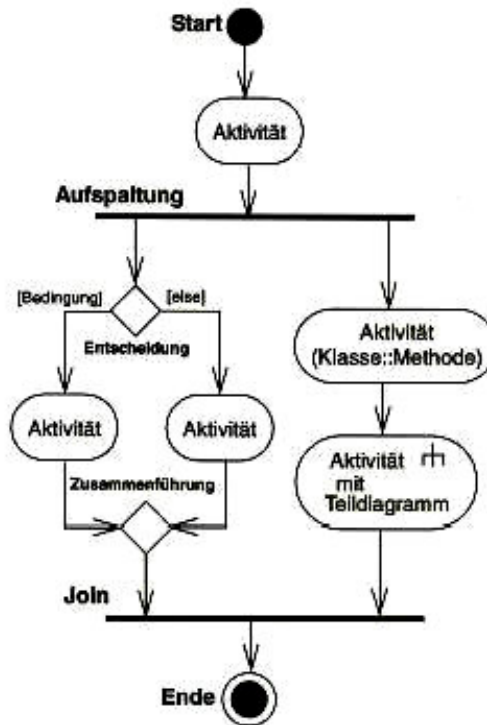 Start
Aktivität
Aufspaltung
[Bedingung]
[else]
Entscheidung
Aktivität
(Klasse::Methode)
Aktivität
Aktivität
Aktivität
mit
Teildiagramm
Zusammenführung
Join
Ende